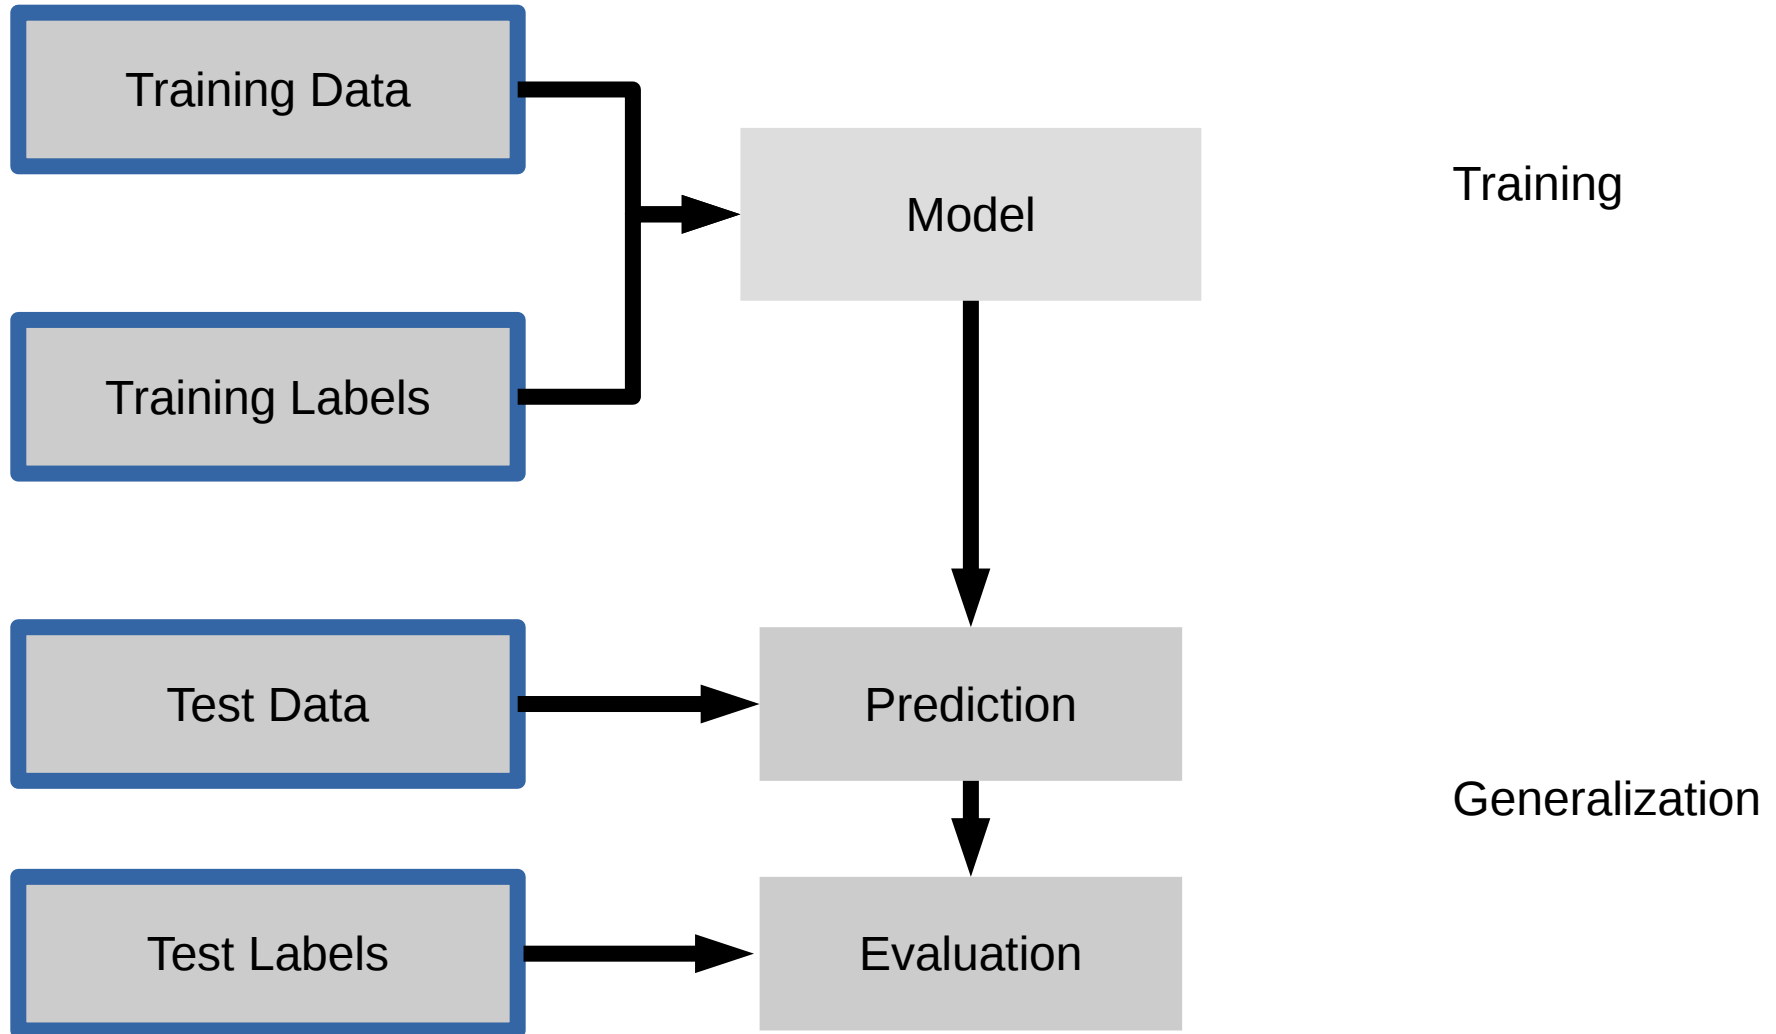 Training Data
Model
Training
Training Labels
Test Data
Prediction
Generalization
Test Labels
Evaluation